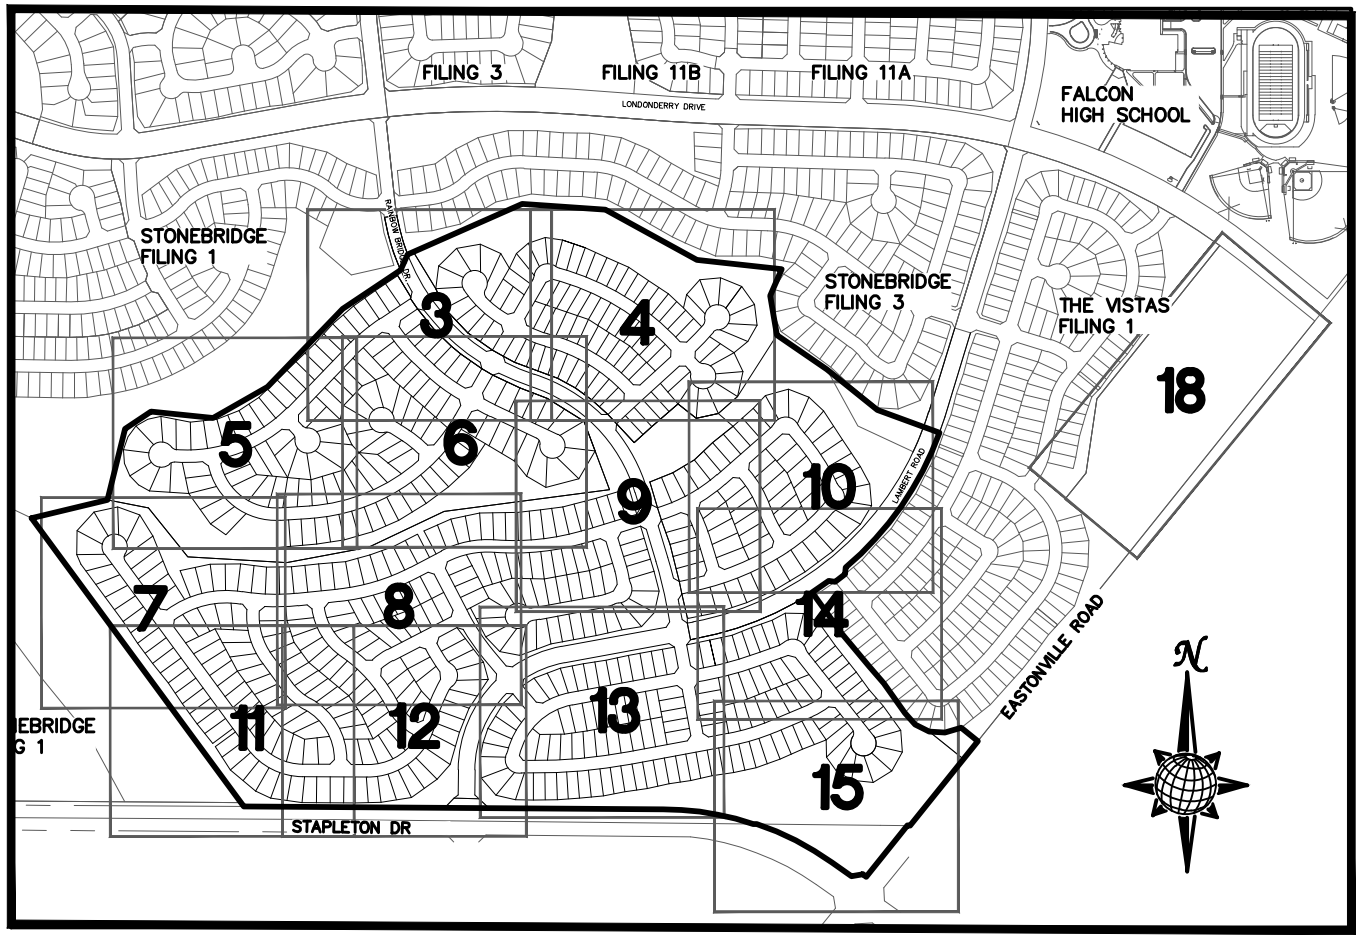 FILING 3
FILING 11B
FILING 11A
LONDONDERRY DRIVE
FALCON
HIGH SCHOOL
RAINBOW BRIDGE DR.
STONEBRIDGE
FILING 1
STONEBRIDGE
FILING 3
THE VISTAS
FILING 1
3
4
18
5
6
9
10
LAMBERT ROAD
7
8
14
EASTONVILLE ROAD
N
NEBRIDGE
G 1
11
12
13
15
STAPLETON DR